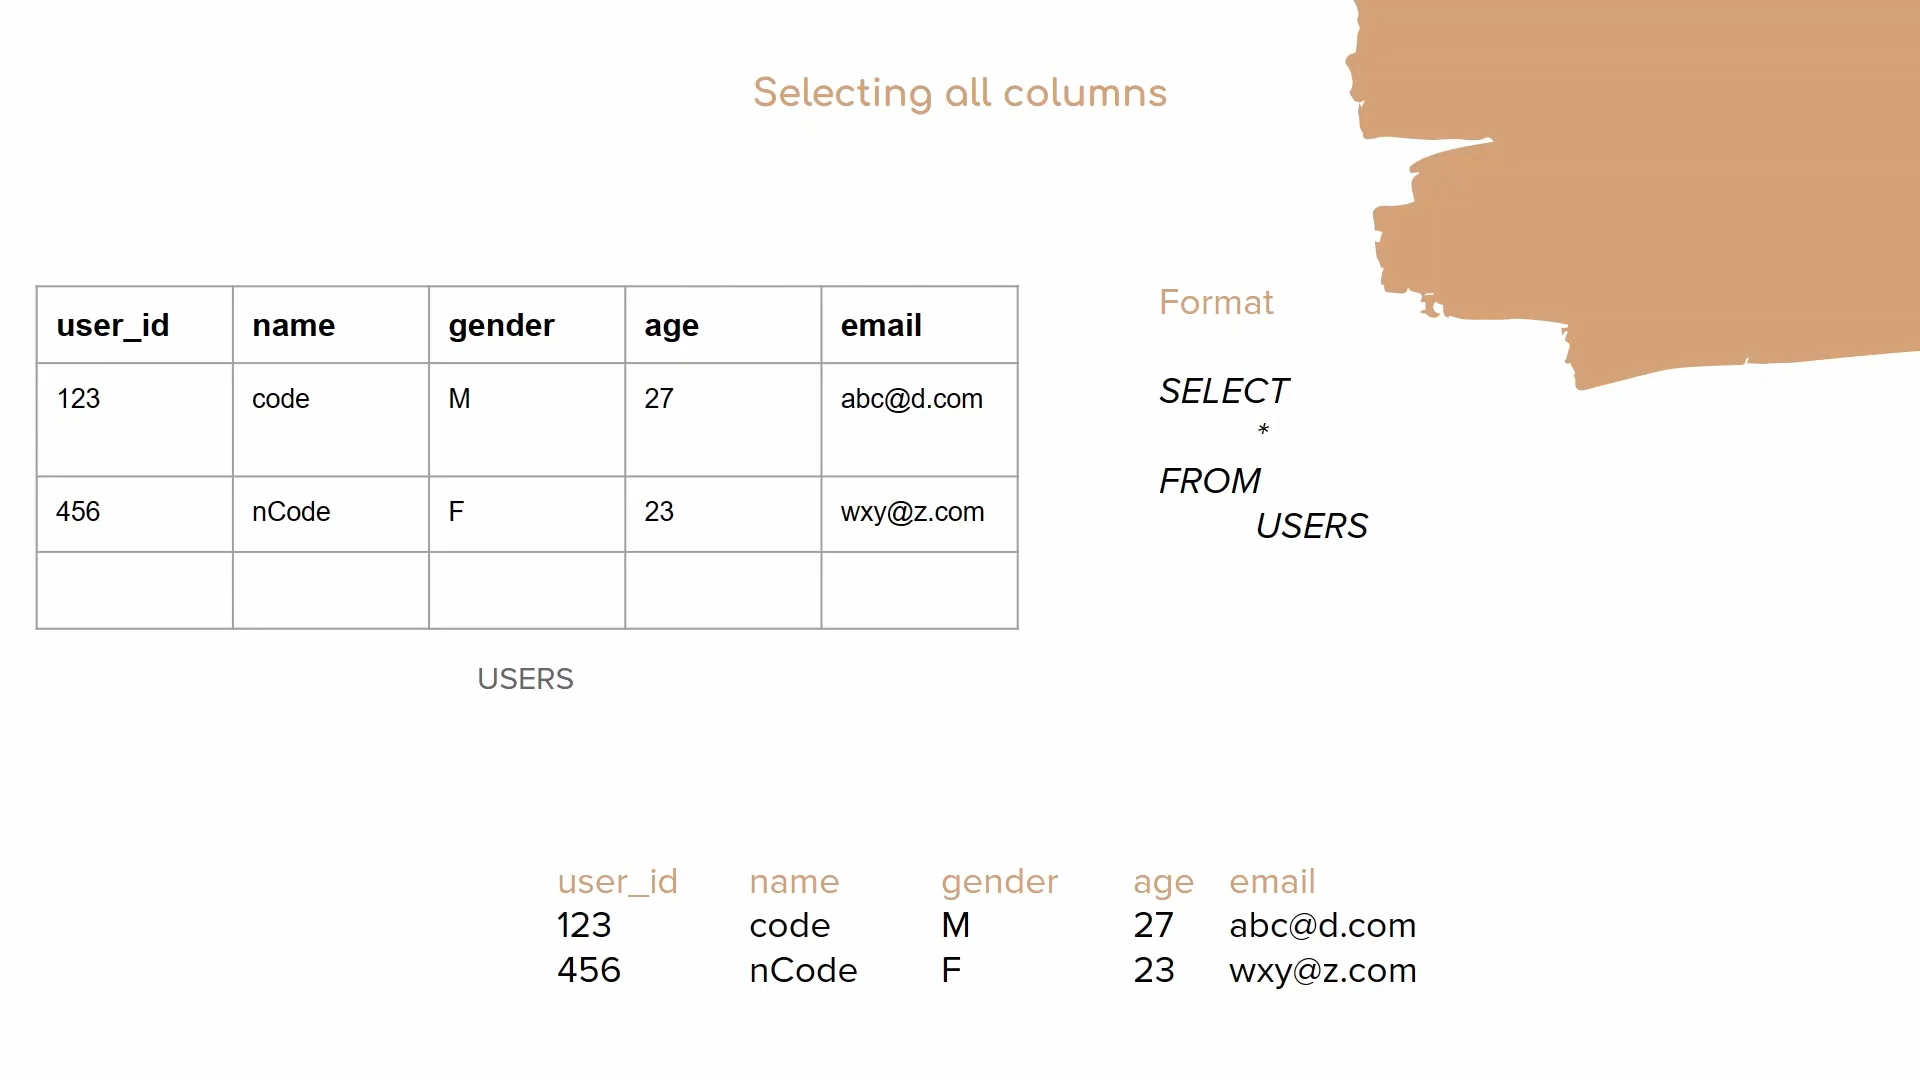 Selecting all columns
user_id name gender age email
123 code M 27 abc@d.com
456 nCode F 23 wxy@z.com
USERS
Format
SELECT
*
FROM
USERS
user_id name gender age email
123 code M 27 abc@d.com
456 nCode F 23 wxy@z.com